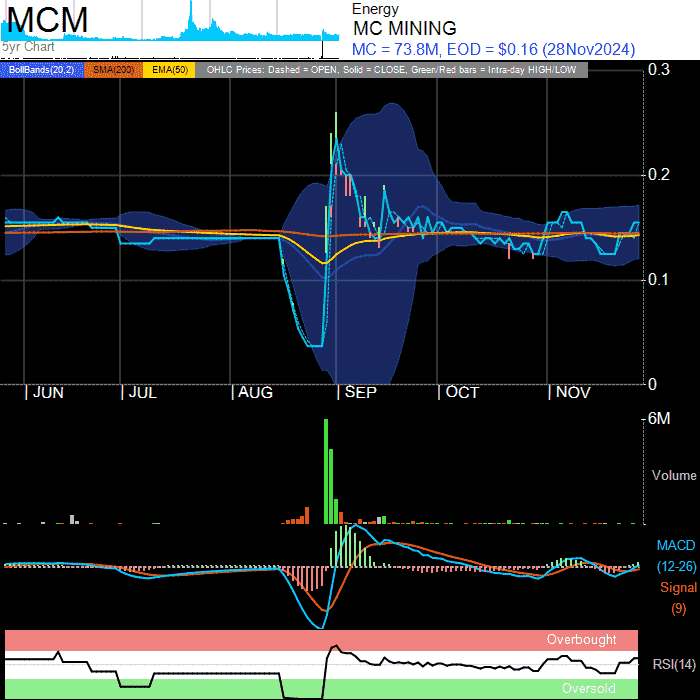 MCM
5yr Chart
Energy
MC MINING
MC = 73.8M, EOD = $0.16 (28Nov2024)
BollBands(20,2) SMA(200) EMA(50) OHLC Prices: Dashed = OPEN, Solid = CLOSE, Green/Red bars = Intra-day HIGH/LOW
0.3
0.2
0.1
0
JUN JUL AUG SEP OCT NOV
6M
Volume
MACD
(12-26)
Signal
(9)
Overbought
RSI(14)
Oversold